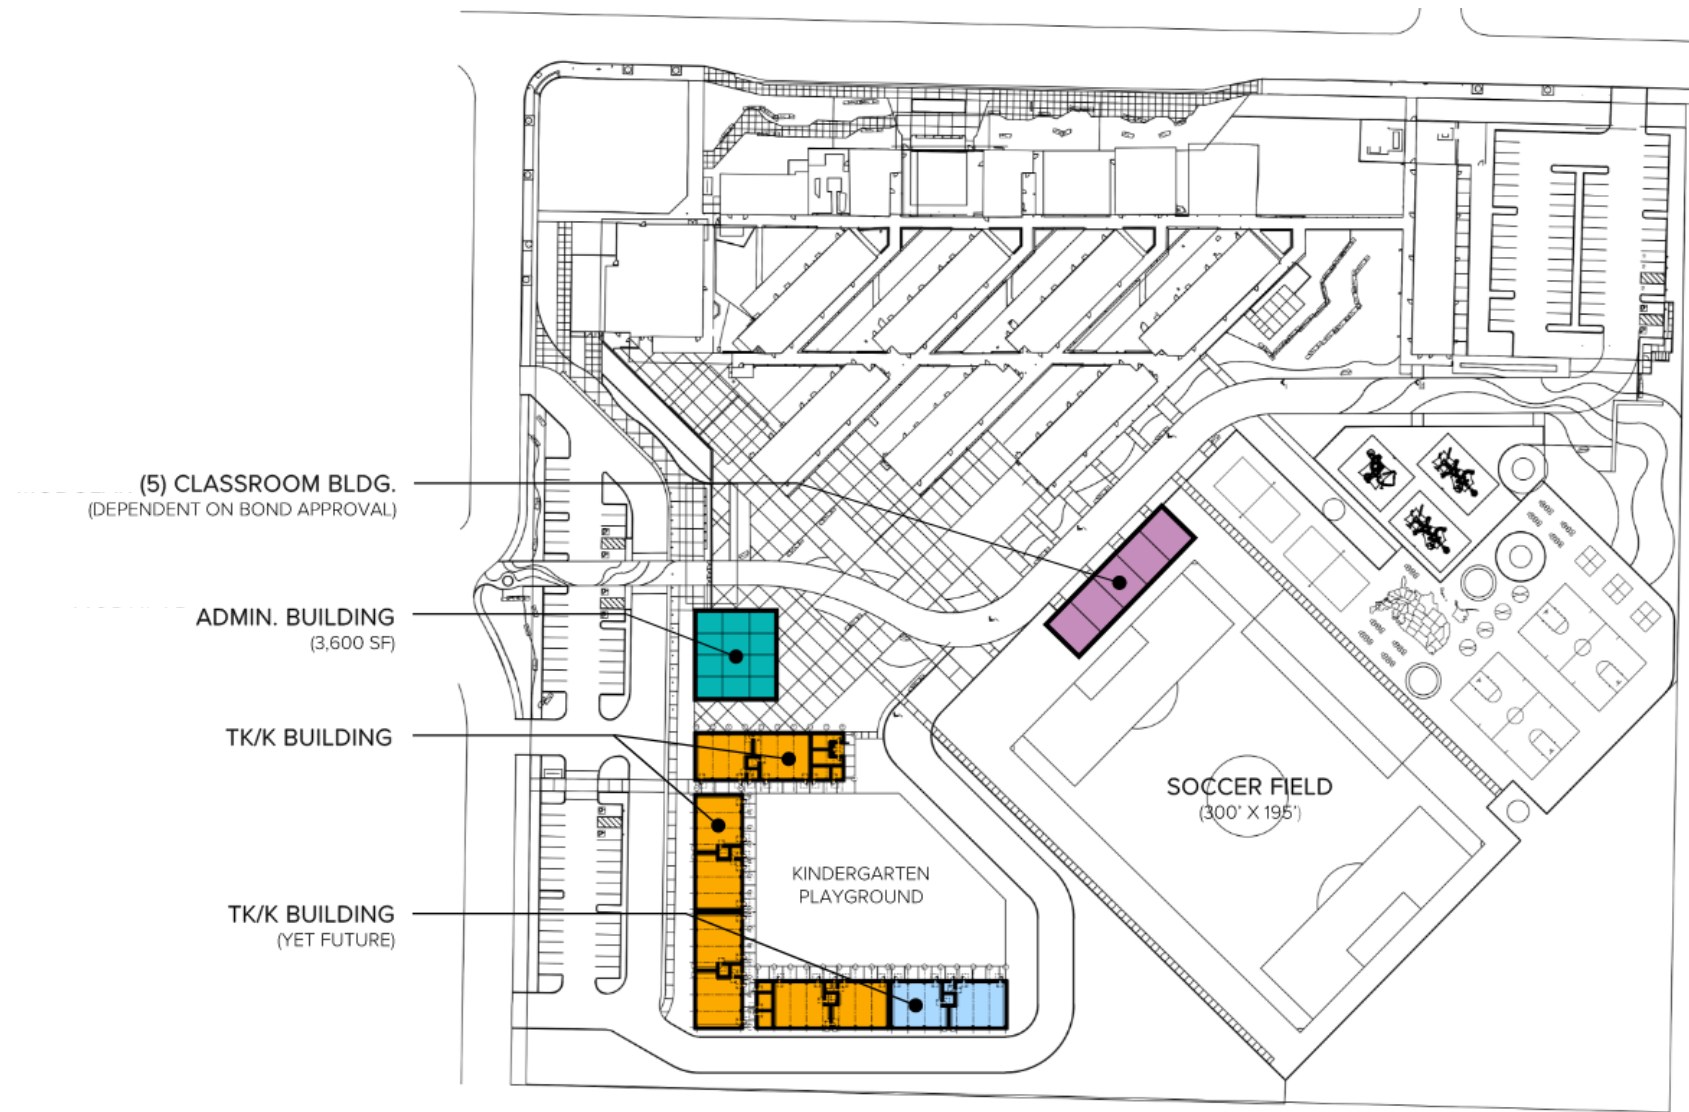 (5) CLASSROOM BLDG.
(DEPENDENT ON BOND APPROVAL)
ADMIN. BUILDING
(3,600 SF)
TK/K BUILDING
TK/K BUILDING
(YET FUTURE)
SOCCER FIELD
(300' X 195')
KINDERGARTEN
PLAYGROUND